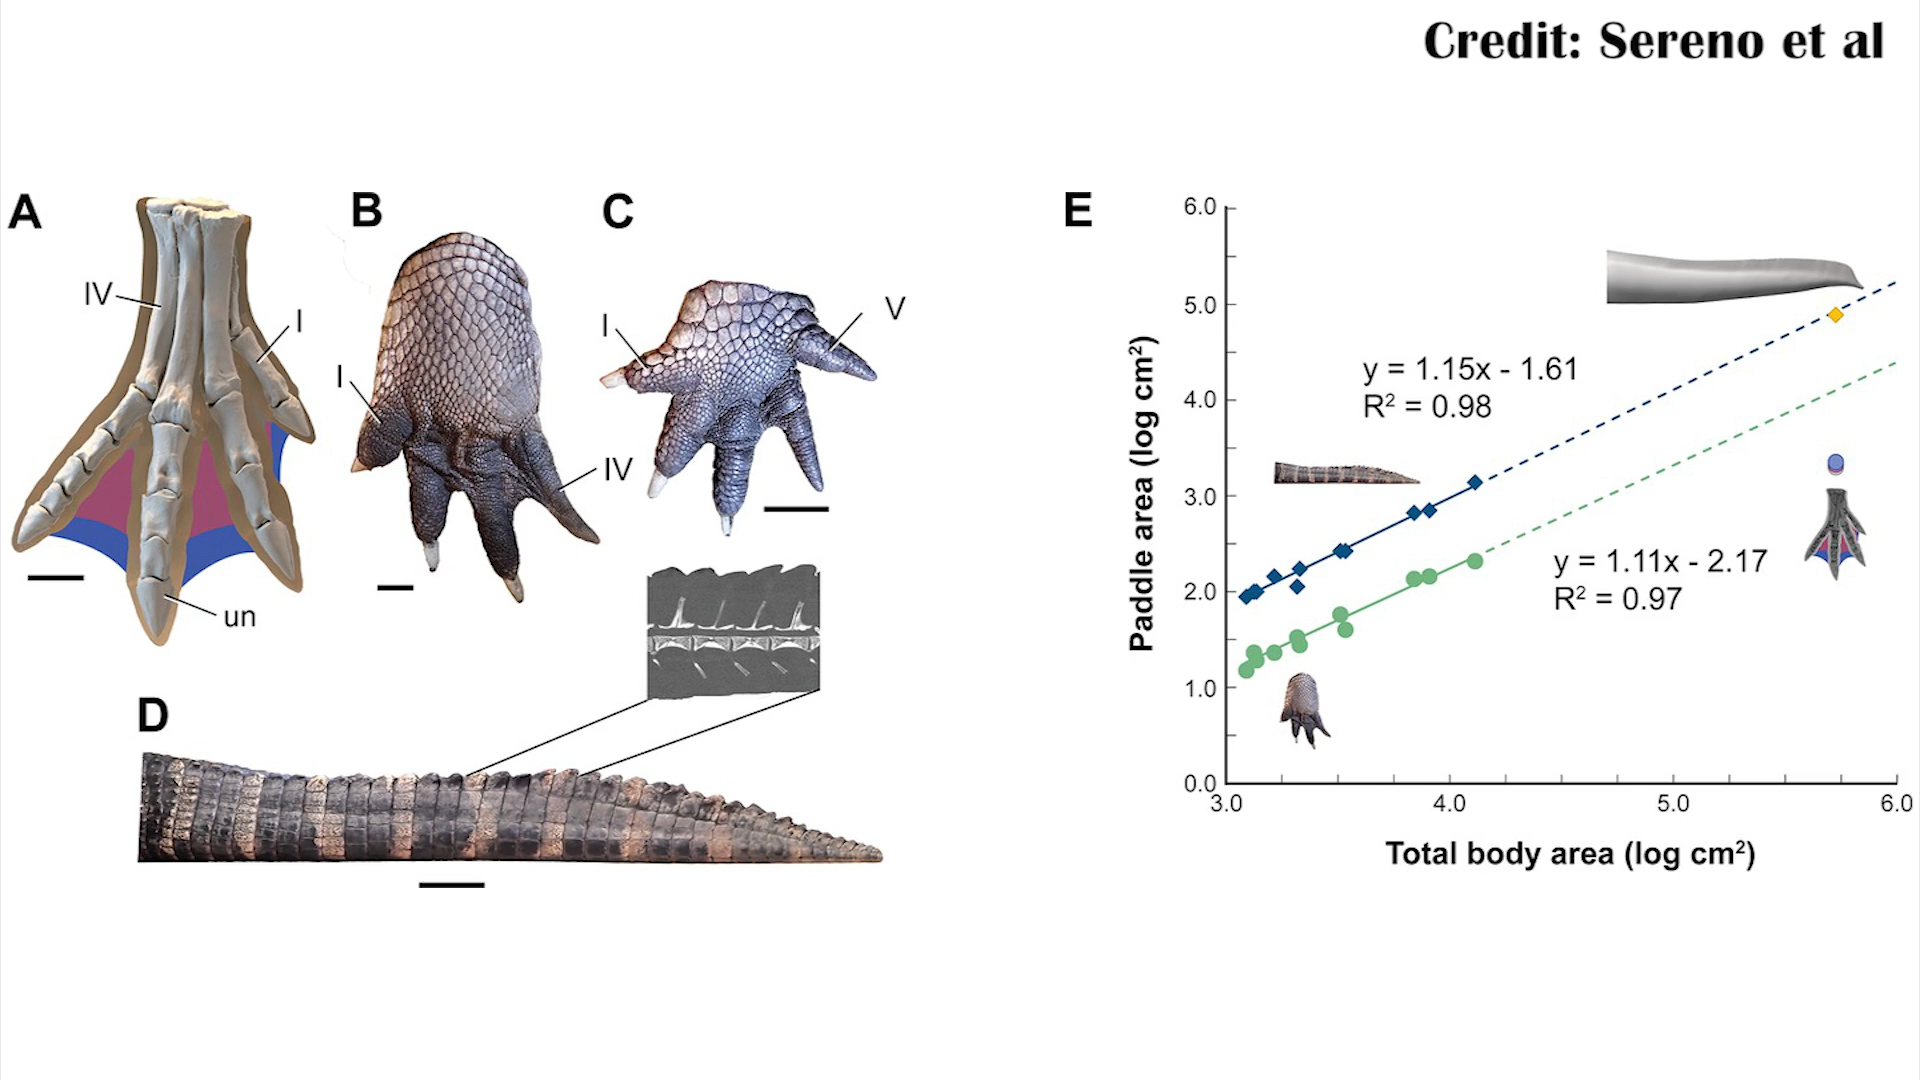 Credit: Sereno et al
A
IV
I
un
B
I
IV
C
I
V
D
E
6.0
5.0
4.0
3.0
2.0
1.0
0.0
Paddle area (log cm²)
y = 1.15x - 1.61
R² = 0.98
y = 1.11x - 2.17
R² = 0.97
3.0 4.0 5.0 6.0
Total body area (log cm²)